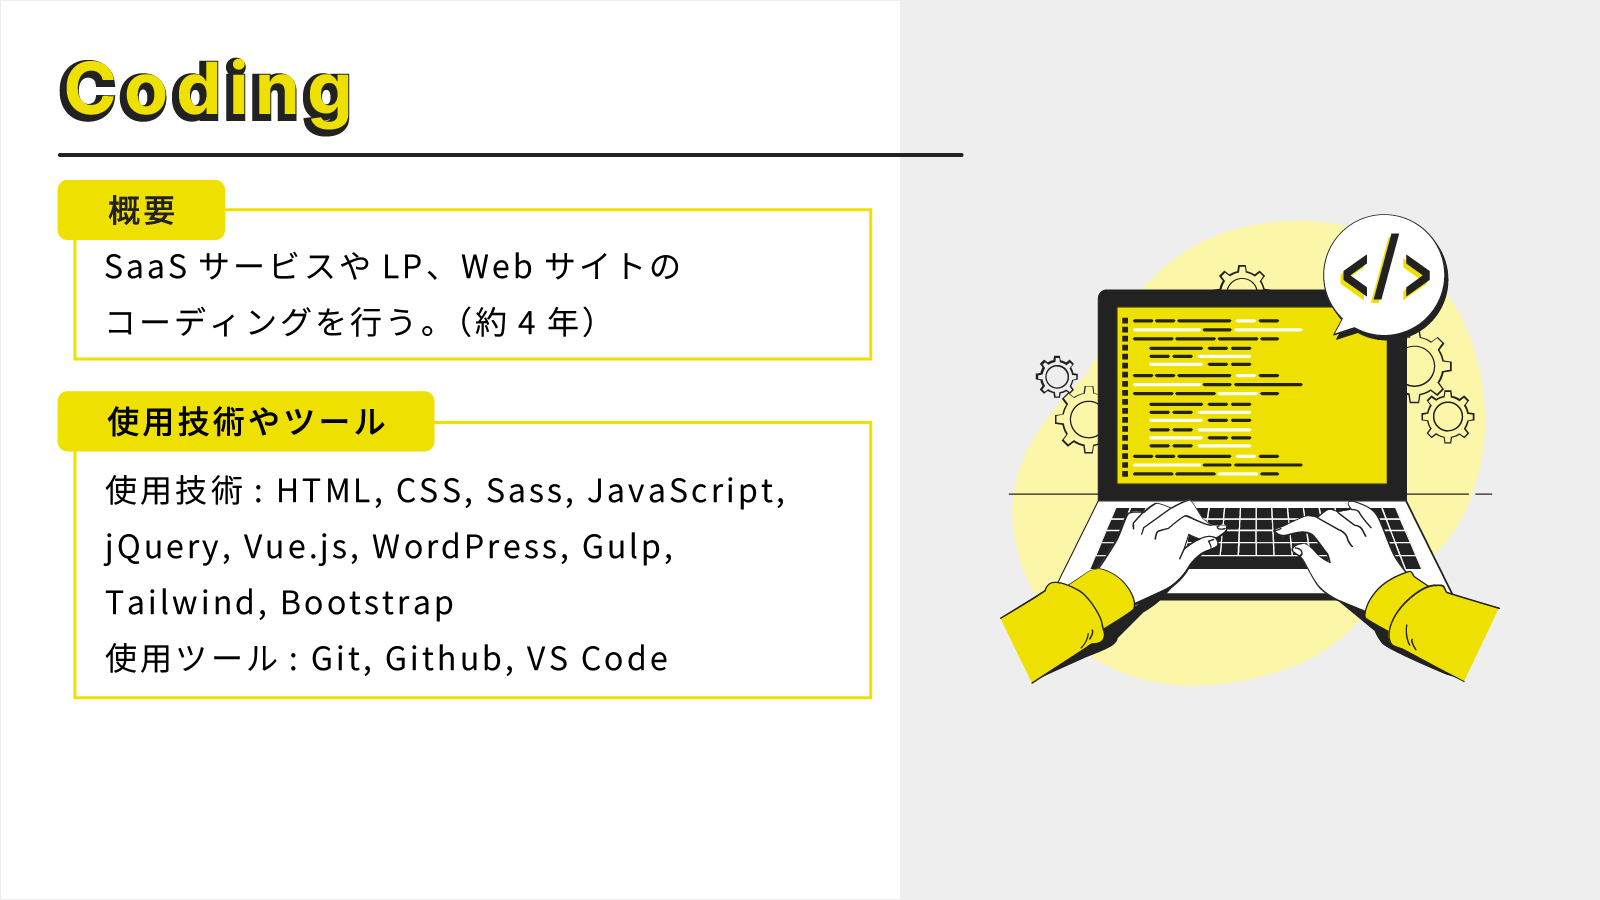 Coding
概要
SaaS サービスや LP、Web サイトの
コーディングを行う。（約 4 年）
使用技術やツール
使用技術 : HTML, CSS, Sass, JavaScript,
jQuery, Vue.js, WordPress, Gulp,
Tailwind, Bootstrap
使用ツール : Git, Github, VS Code
</>